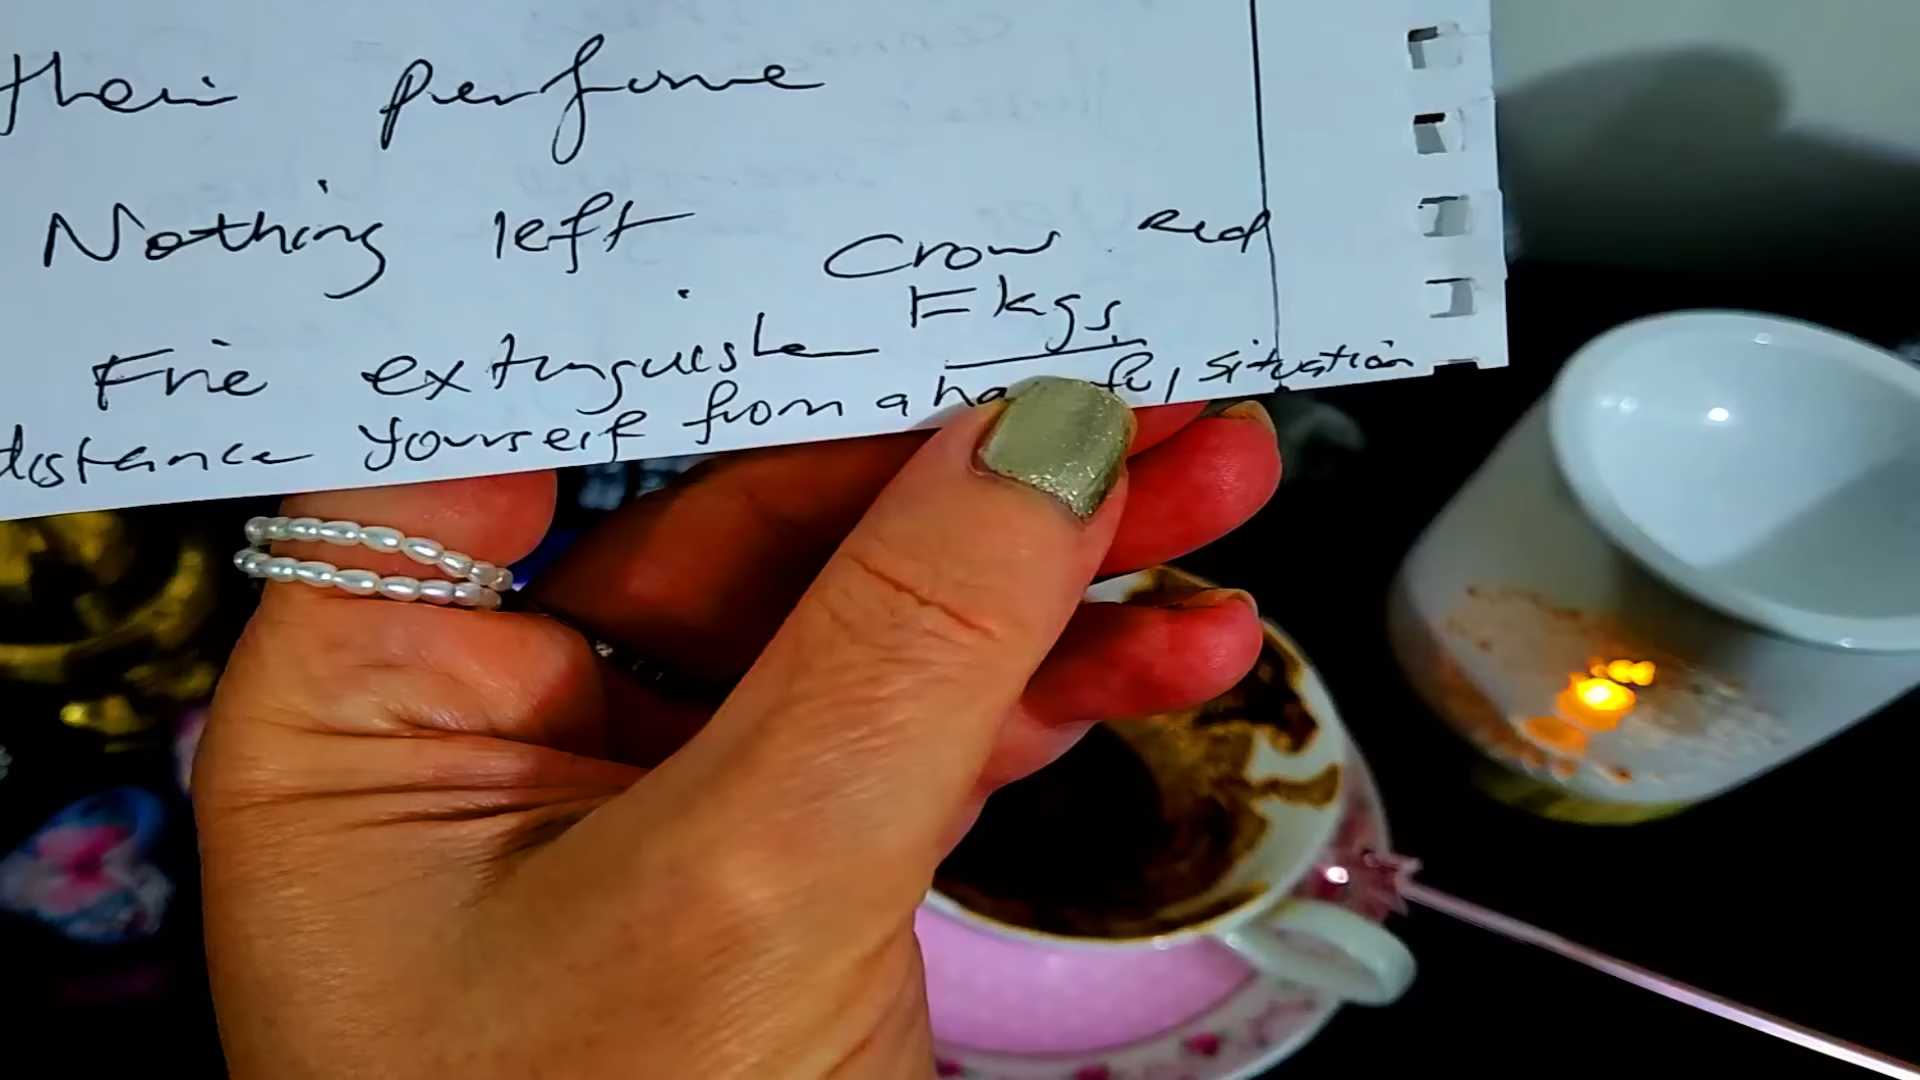 their perfume
Nothing left
Crow Red
Fkgs.
Fire extinguisher
distance yourself from a situation